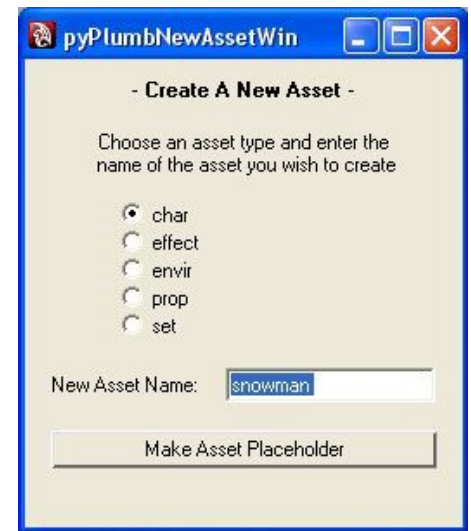 pyPlumbNewAssetWin
- Create A New Asset -
Choose an asset type and enter the
name of the asset you wish to create
char
effect
envir
prop
set
New Asset Name: snowman
Make Asset Placeholder